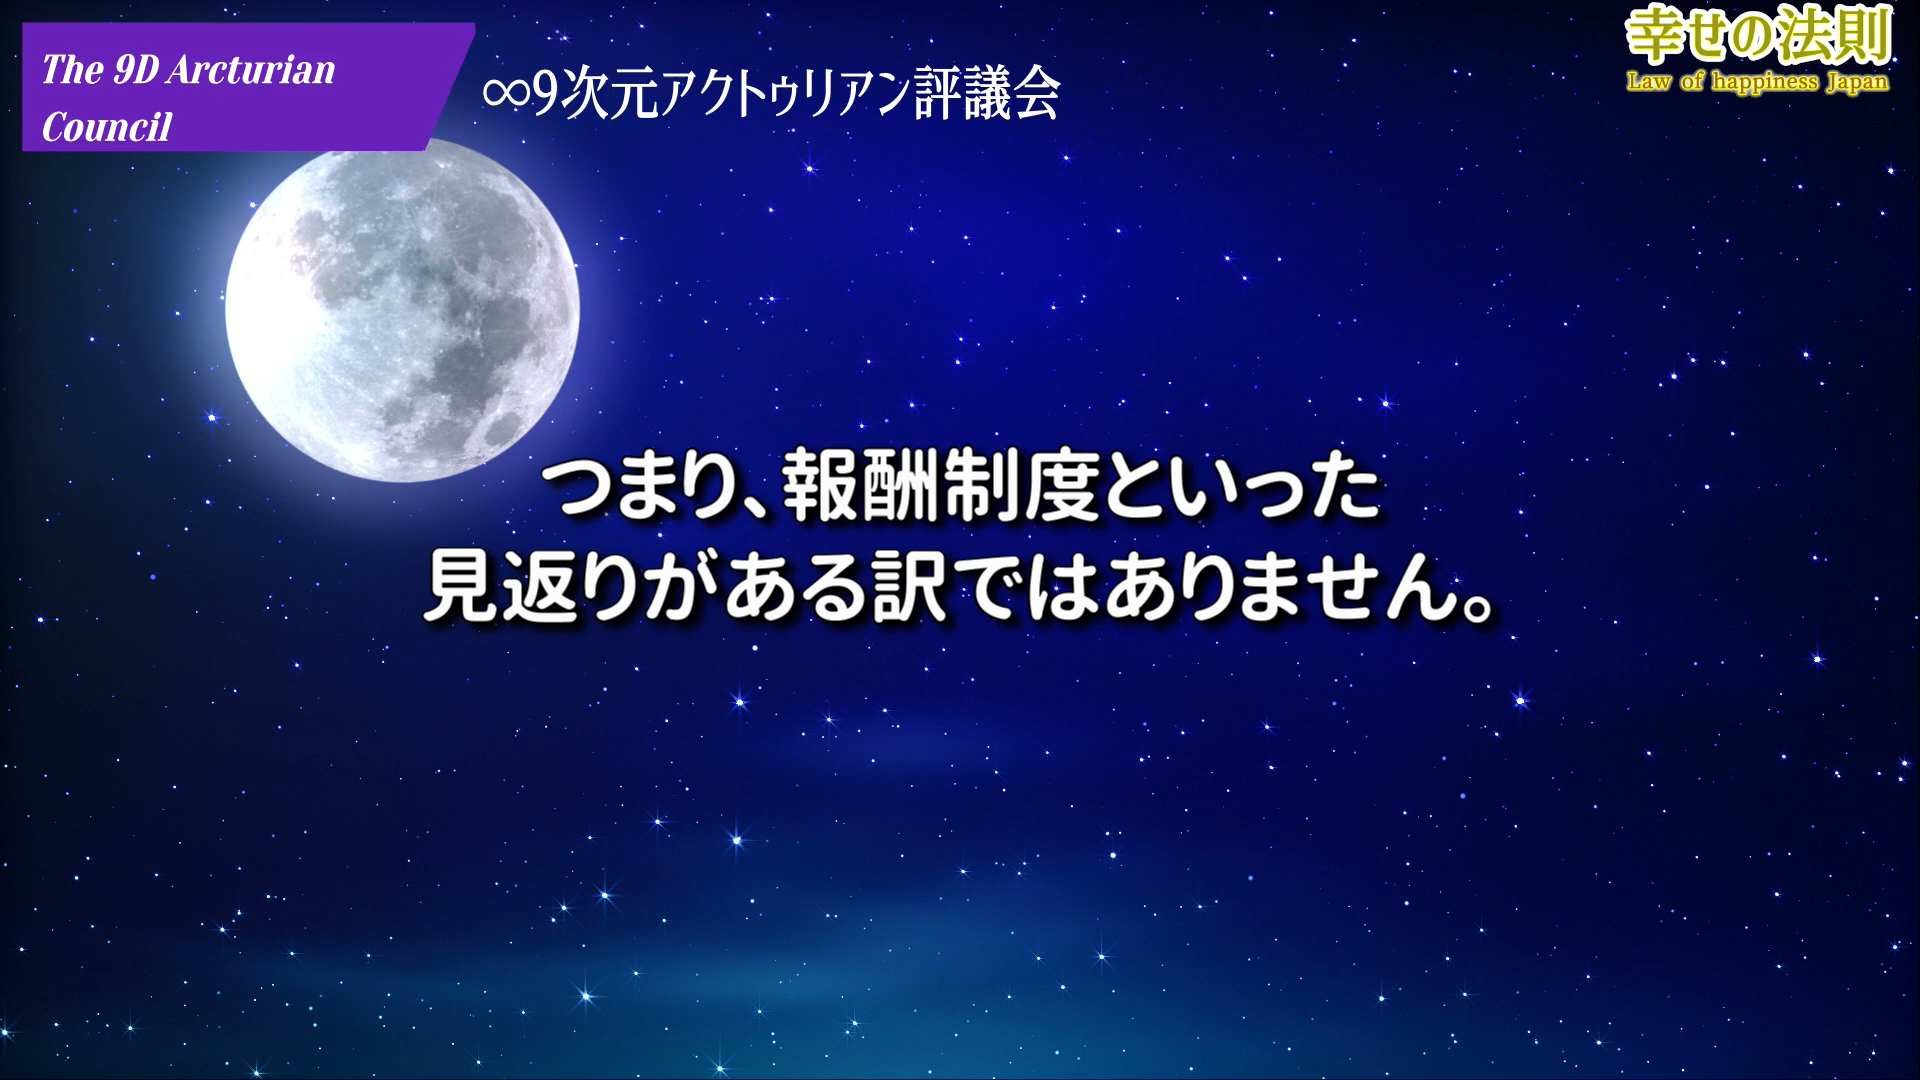 The 9D Arcturian
Council
∞9次元アクトゥリアン評議会
幸せの法則
Law of happiness Japan
つまり、報酬制度といった
見返りがある訳ではありません。